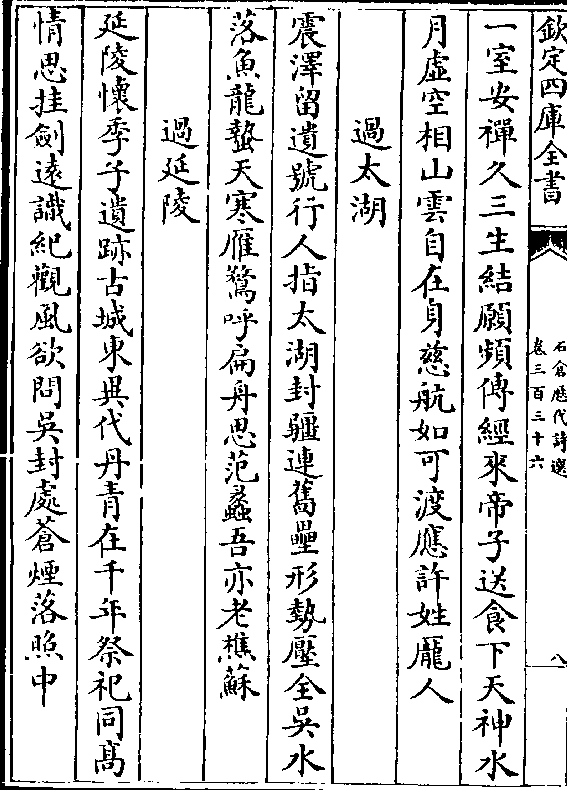 欽定四庫全書
石倉歷代詩選
卷三百三十六
八
一室安禪久三生結願頻傳經來帝子送食下天神水
月虛空相山雲自在身慈航如可渡應許姓龐人
過太湖
震澤留遺號行人指太湖封疆連舊壘形勢壓全吳水
落魚龍蟄天寒雁鶩呼扁舟思范蠡吾亦老樵蘇
過延陵
延陵懷季子遺跡古城東異代丹青在千年祭祀同髙
情思挂劍遠識紀觀風欲問吳封處蒼煙落照中